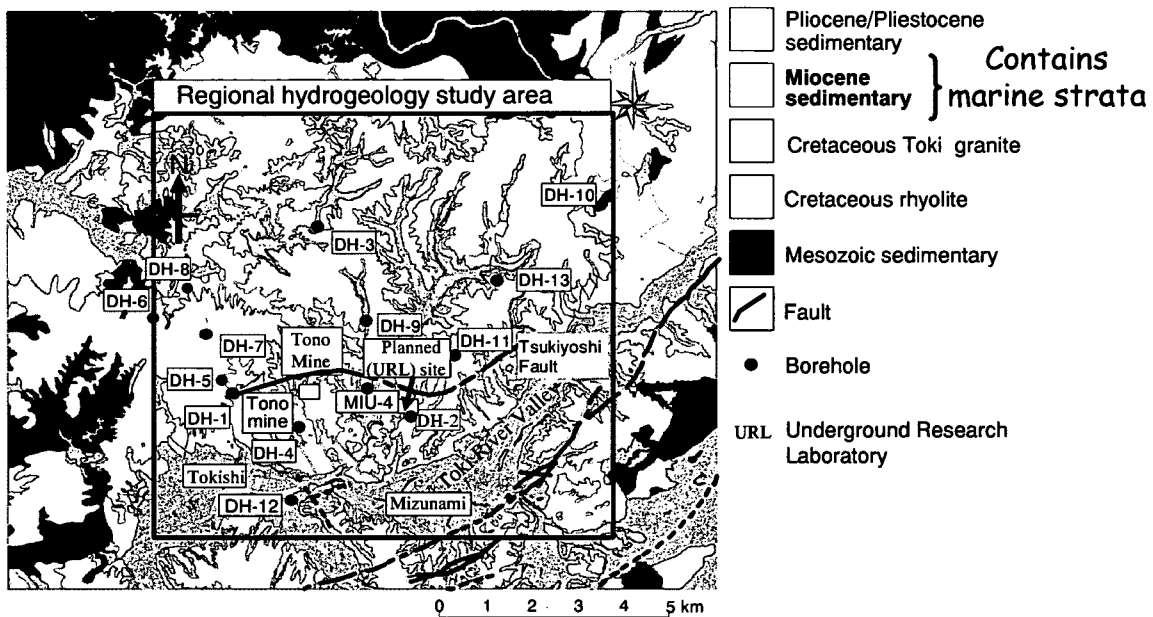 Regional hydrogeology study area
N
DH-10
DH-3
DH-8
DH-13
DH-6
DH-9
DH-7
Tono
Mine
Planned
(URL) site
DH-11
Tsukiyoshi
Fault
DH-5
MIU-4
DH-1
Tono
mine
DH-2
DH-4
Toki River Valley
Tokishi
DH-12
Mizunami
0 1 2 3 4 5 km
Pliocene/Pliestocene
sedimentary
Miocene
sedimentary
Contains
marine strata
Cretaceous Toki granite
Cretaceous rhyolite
Mesozoic sedimentary
Fault
Borehole
URL Underground Research
Laboratory